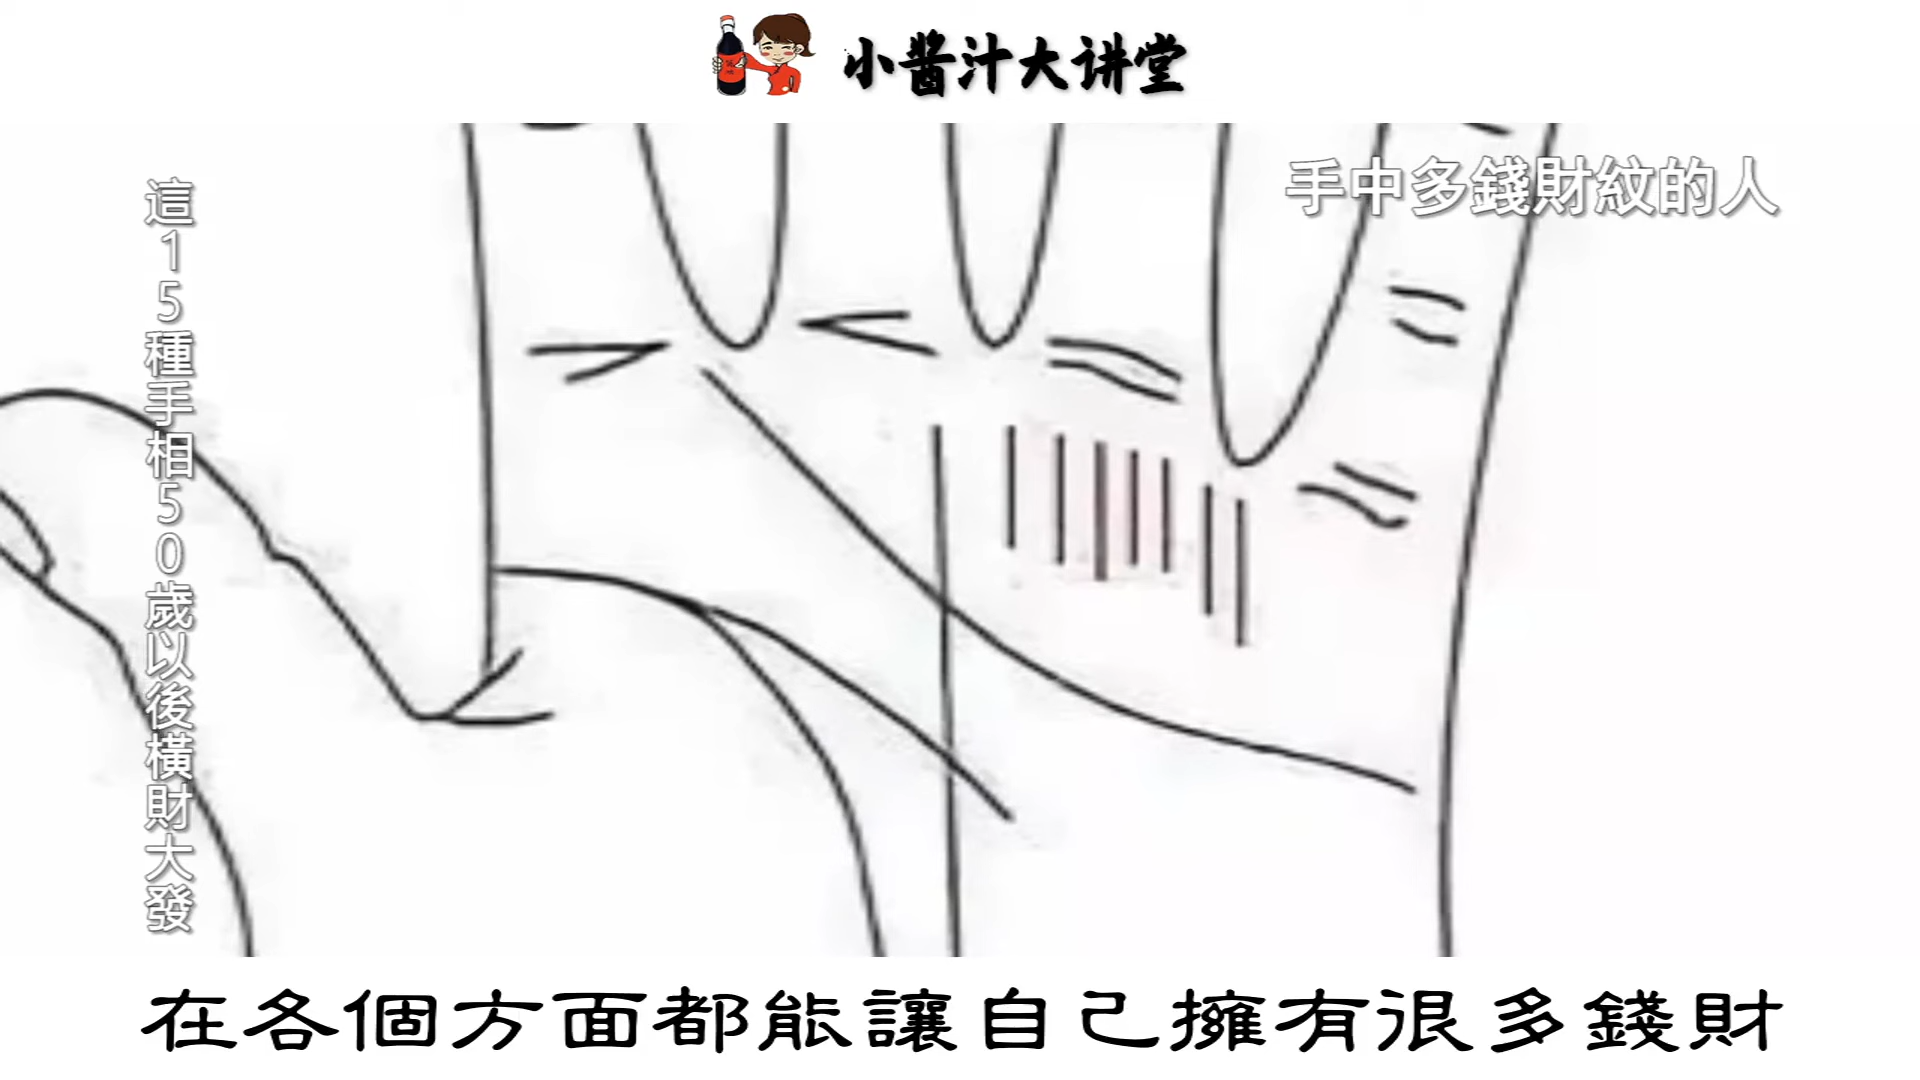 小酱汁大讲堂
手中多錢財紋的人
這15種手相50歲以後橫財大發
在各個方面都能讓自己擁有很多錢財